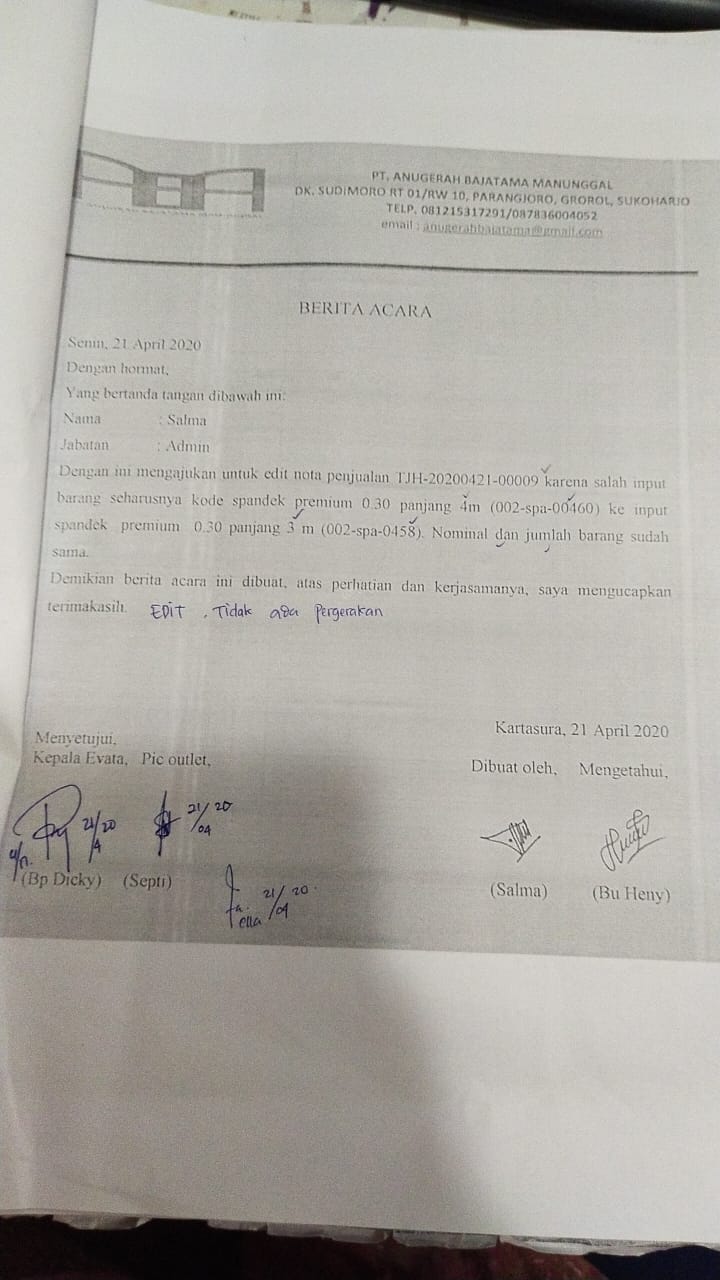 ABA
PT. ANUGERAH BAJATAMA MANUNGGAL
DK. SUDIMORO RT 01/RW 10, PARANGJORO, GROROL, SUKOHARJO
TELP. 081215317291/087836004052
email : anugerahbajatama@gmail.com
BERITA ACARA
Senin, 21 April 2020
Dengan hormat,
Yang bertanda tangan dibawah ini:
Nama : Salma
Jabatan : Admin
Dengan ini mengajukan untuk edit nota penjualan TJH-20200421-00009 karena salah input
barang seharusnya kode spandek premium 0.30 panjang 4m (002-spa-00460) ke input
spandek premium 0.30 panjang 3 m (002-spa-0458). Nominal dan jumlah barang sudah
sama.
Demikian berita acara ini dibuat, atas perhatian dan kerjasamanya, saya mengucapkan
terimakasih. EDIT , Tidak ada Pergerakan
Kartasura, 21 April 2020
Menyetujui,
Kepala Evata, Pic outlet,
Dibuat oleh, Mengetahui,
21/20
4
21/20
04
(Bp Dicky) (Septi)
(Salma) (Bu Heny)
21/20
04